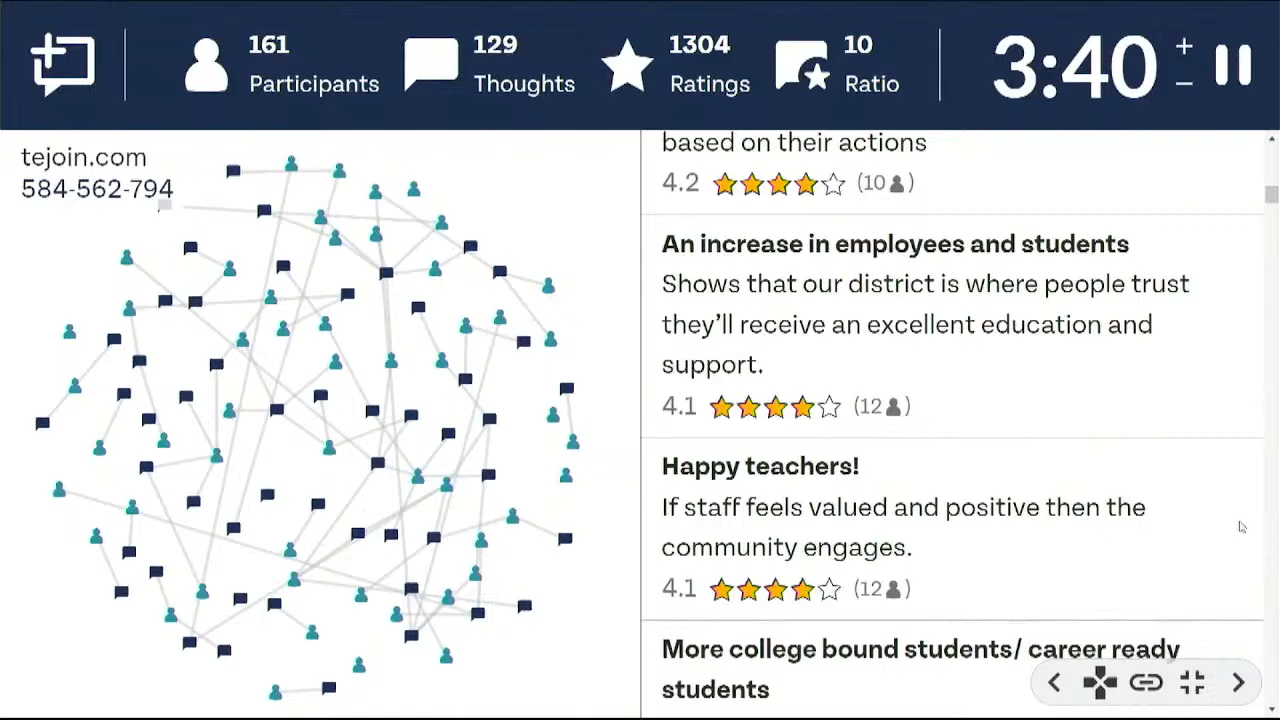 161
Participants
129
Thoughts
1304
Ratings
10
Ratio
3:40
tejoin.com
584-562-794
based on their actions
4.2 (10)
An increase in employees and students
Shows that our district is where people trust
they’ll receive an excellent education and
support.
4.1 (12)
Happy teachers!
If staff feels valued and positive then the
community engages.
4.1 (12)
More college bound students/ career ready
students